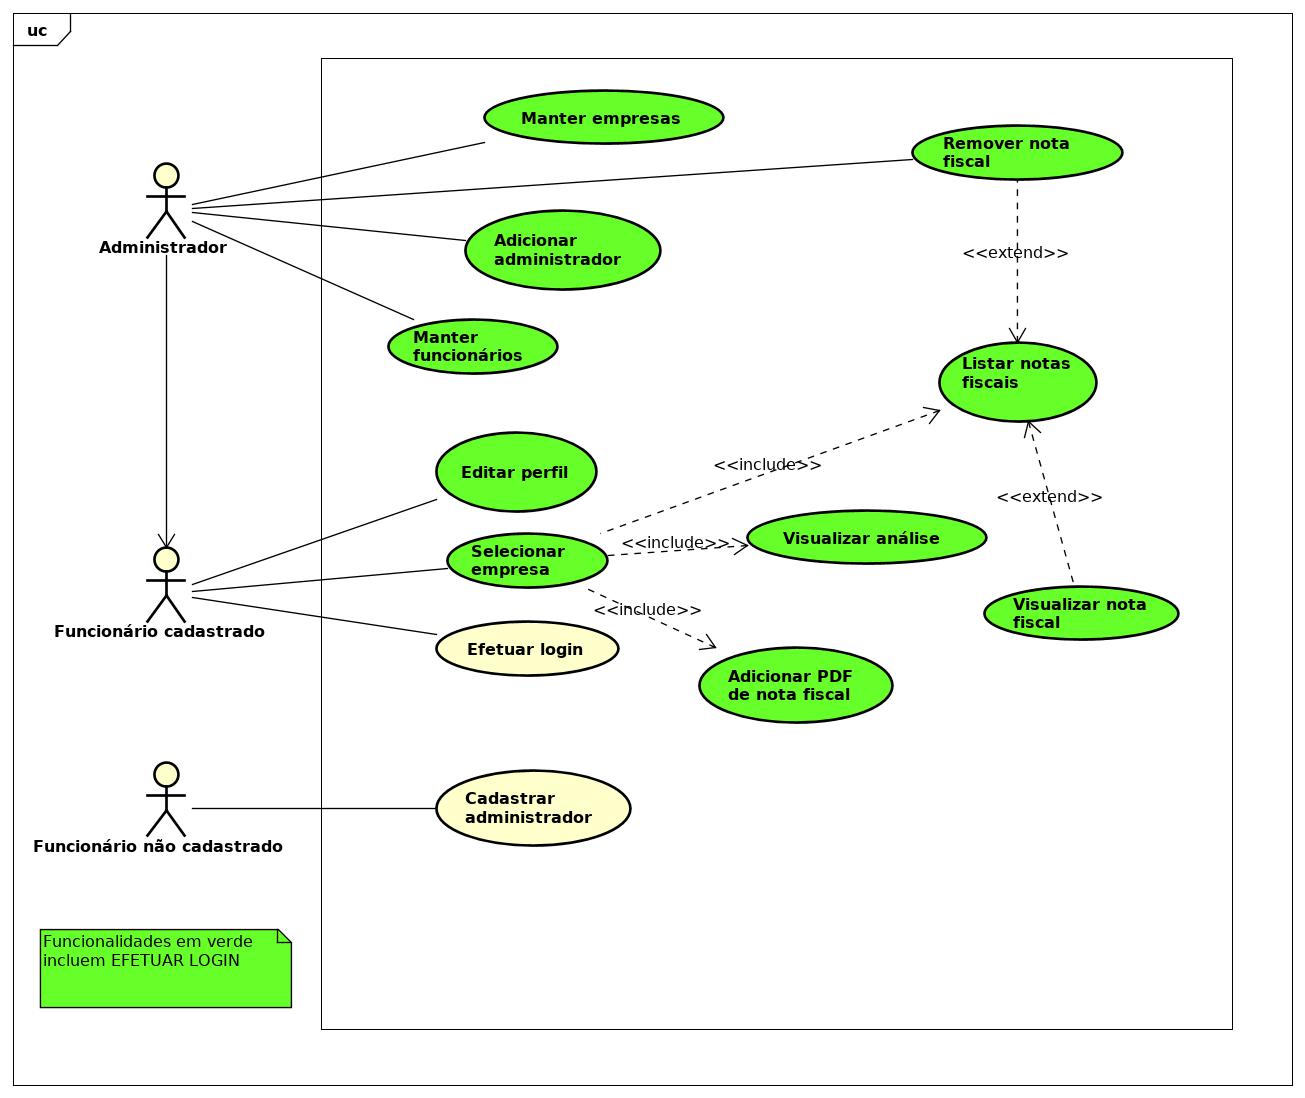 uc
Manter empresas
Remover nota
fiscal
Administrador
Adicionar
administrador
<<extend>>
Manter
funcionários
Listar notas
fiscais
Editar perfil
<<include>>
<<extend>>
Selecionar
empresa
<<include>>
Visualizar análise
<<include>>
Visualizar nota
fiscal
Funcionário cadastrado
Efetuar login
Adicionar PDF
de nota fiscal
Cadastrar
administrador
Funcionário não cadastrado
Funcionalidades em verde
incluem EFETUAR LOGIN